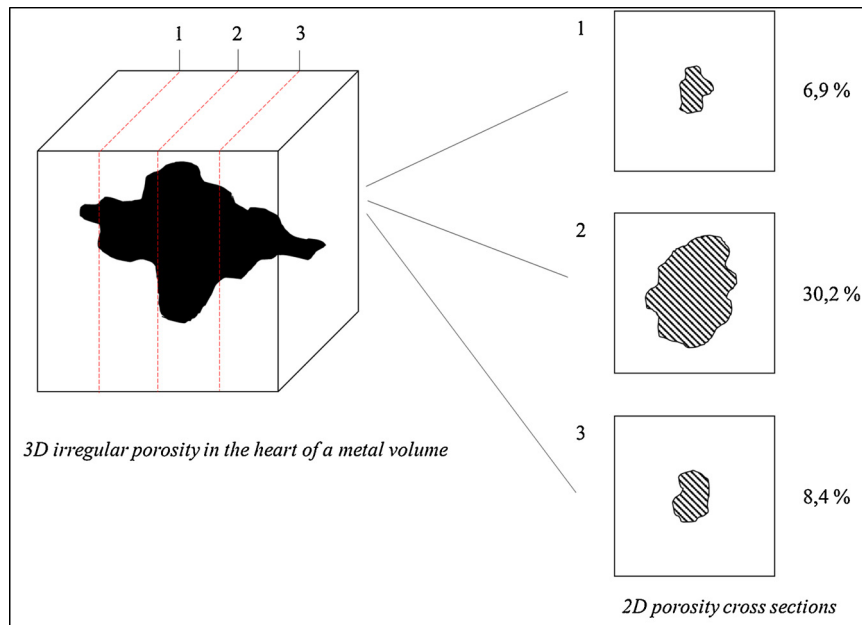 1 2 3
3D irregular porosity in the heart of a metal volume
1
6,9 %
2
30,2 %
3
8,4 %
2D porosity cross sections